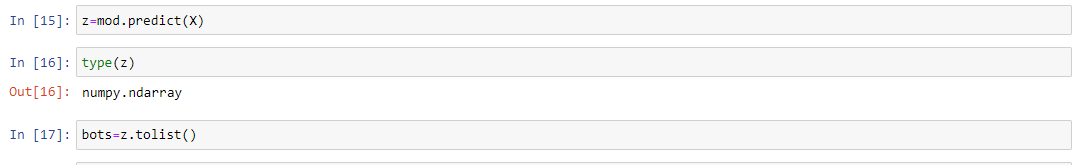 In [15]: z=mod.predict(X)
In [16]: type(z)
Out[16]: numpy.ndarray
In [17]: bots=z.tolist()